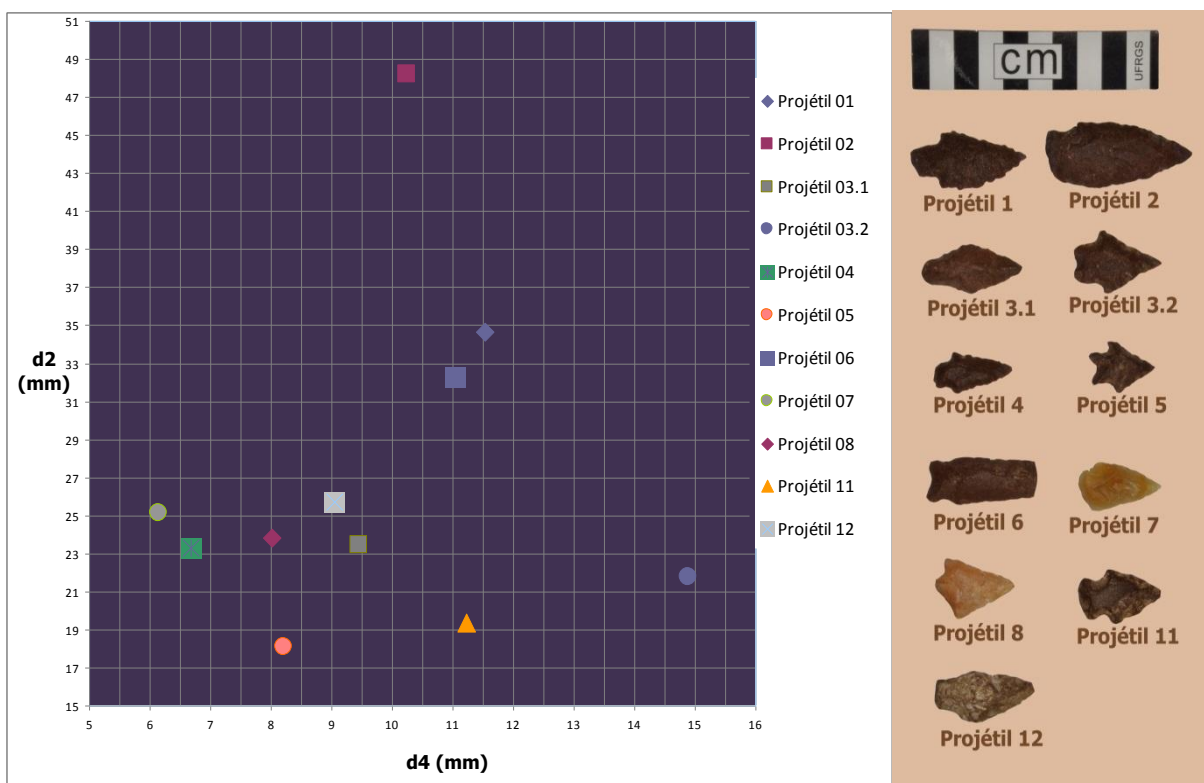 51
49
47
45
43
41
39
37
35
33
31
29
27
25
23
21
19
17
15
d2
(mm)
5 6 7 8 9 10 11 12 13 14 15 16
d4 (mm)
Projétil 01
Projétil 02
Projétil 03.1
Projétil 03.2
Projétil 04
Projétil 05
Projétil 06
Projétil 07
Projétil 08
Projétil 11
Projétil 12
cm
UFRGS
Projétil 1 Projétil 2
Projétil 3.1 Projétil 3.2
Projétil 4 Projétil 5
Projétil 6 Projétil 7
Projétil 8 Projétil 11
Projétil 12